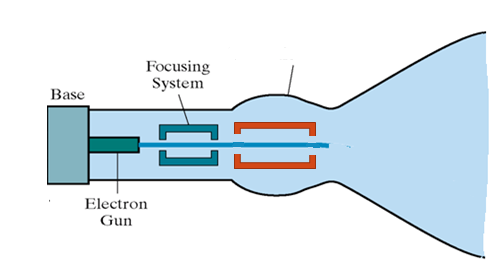 Focusing
System
Base
Electron
Gun